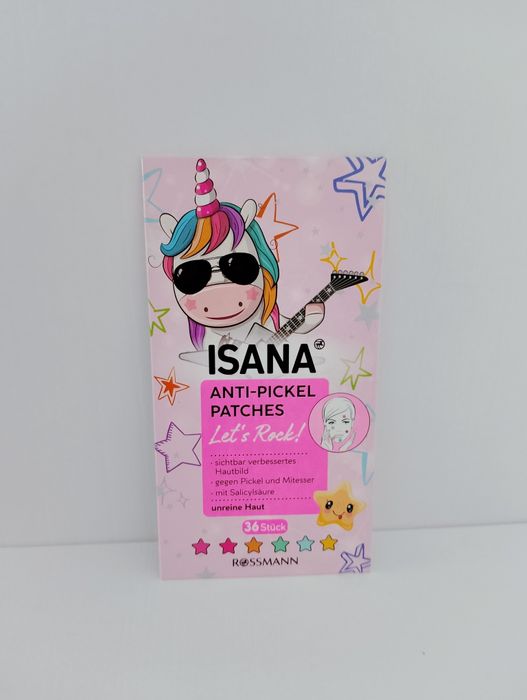 ISANA
ANTI-PICKEL
PATCHES
Let's Rock!
· sichtbar verbessertes
Hautbild
· gegen Pickel und Mitesser
· mit Salicylsäure
unreine Haut
36 Stück
ROSSMANN